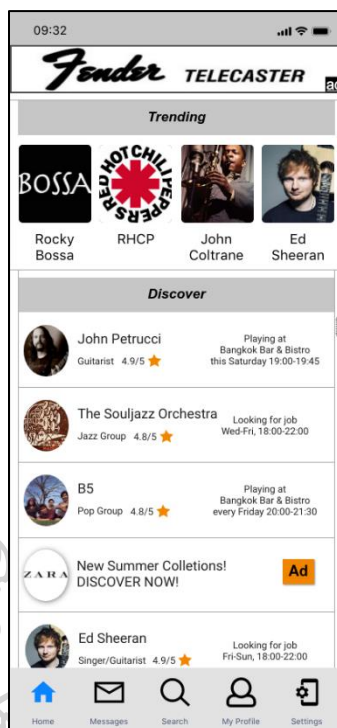 09:32
Fender TELECASTER ad
Trending
BOSSA
RED HOT CHILI PEPPERS
Rocky Bossa
RHCP
John Coltrane
Ed Sheeran
Discover
John Petrucci
Guitarist 4.9/5
Playing at
Bangkok Bar & Bistro
this Saturday 19:00-19:45
The Souljazz Orchestra
Jazz Group 4.8/5
Looking for job
Wed-Fri, 18:00-22:00
B5
Pop Group 4.8/5
Playing at
Bangkok Bar & Bistro
every Friday 20:00-21:30
ZARA
New Summer Colletions!
DISCOVER NOW!
Ad
Ed Sheeran
Singer/Guitarist 4.9/5
Looking for job
Fri-Sun, 18:00-22:00
Home Messages Search My Profile Settings